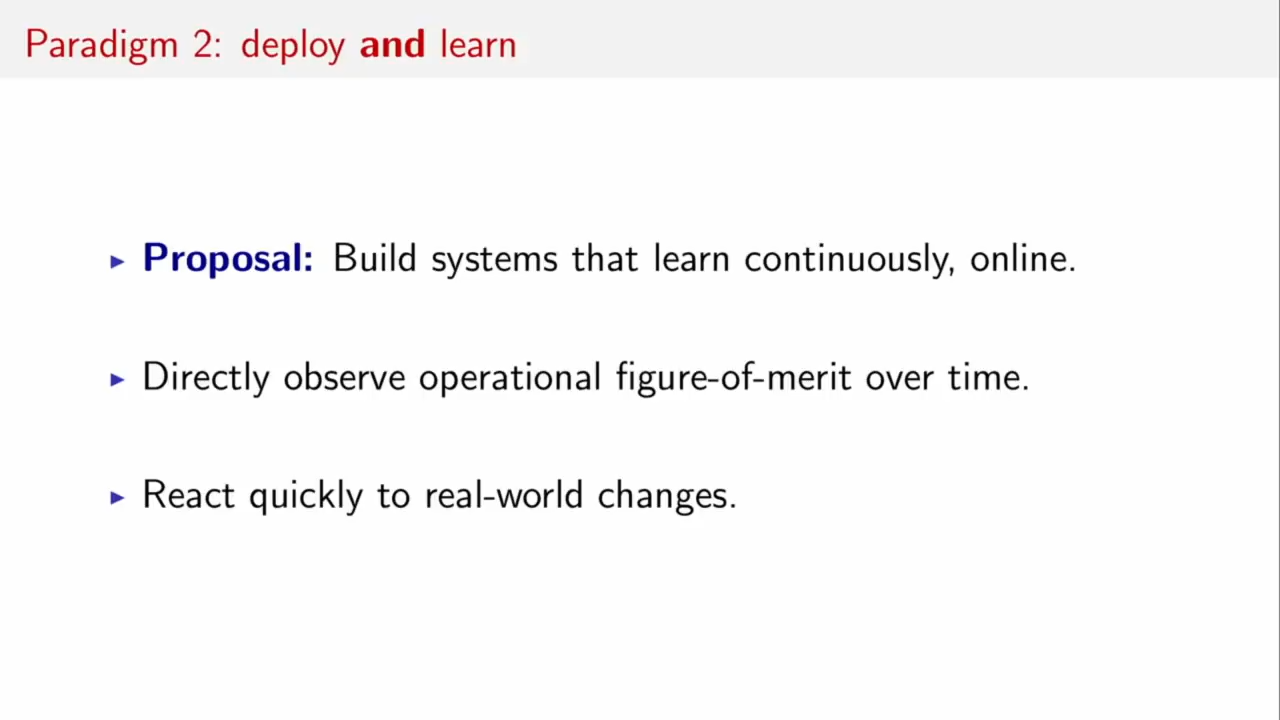 Paradigm 2: deploy and learn
▸ Proposal: Build systems that learn continuously, online.
▸ Directly observe operational figure-of-merit over time.
▸ React quickly to real-world changes.